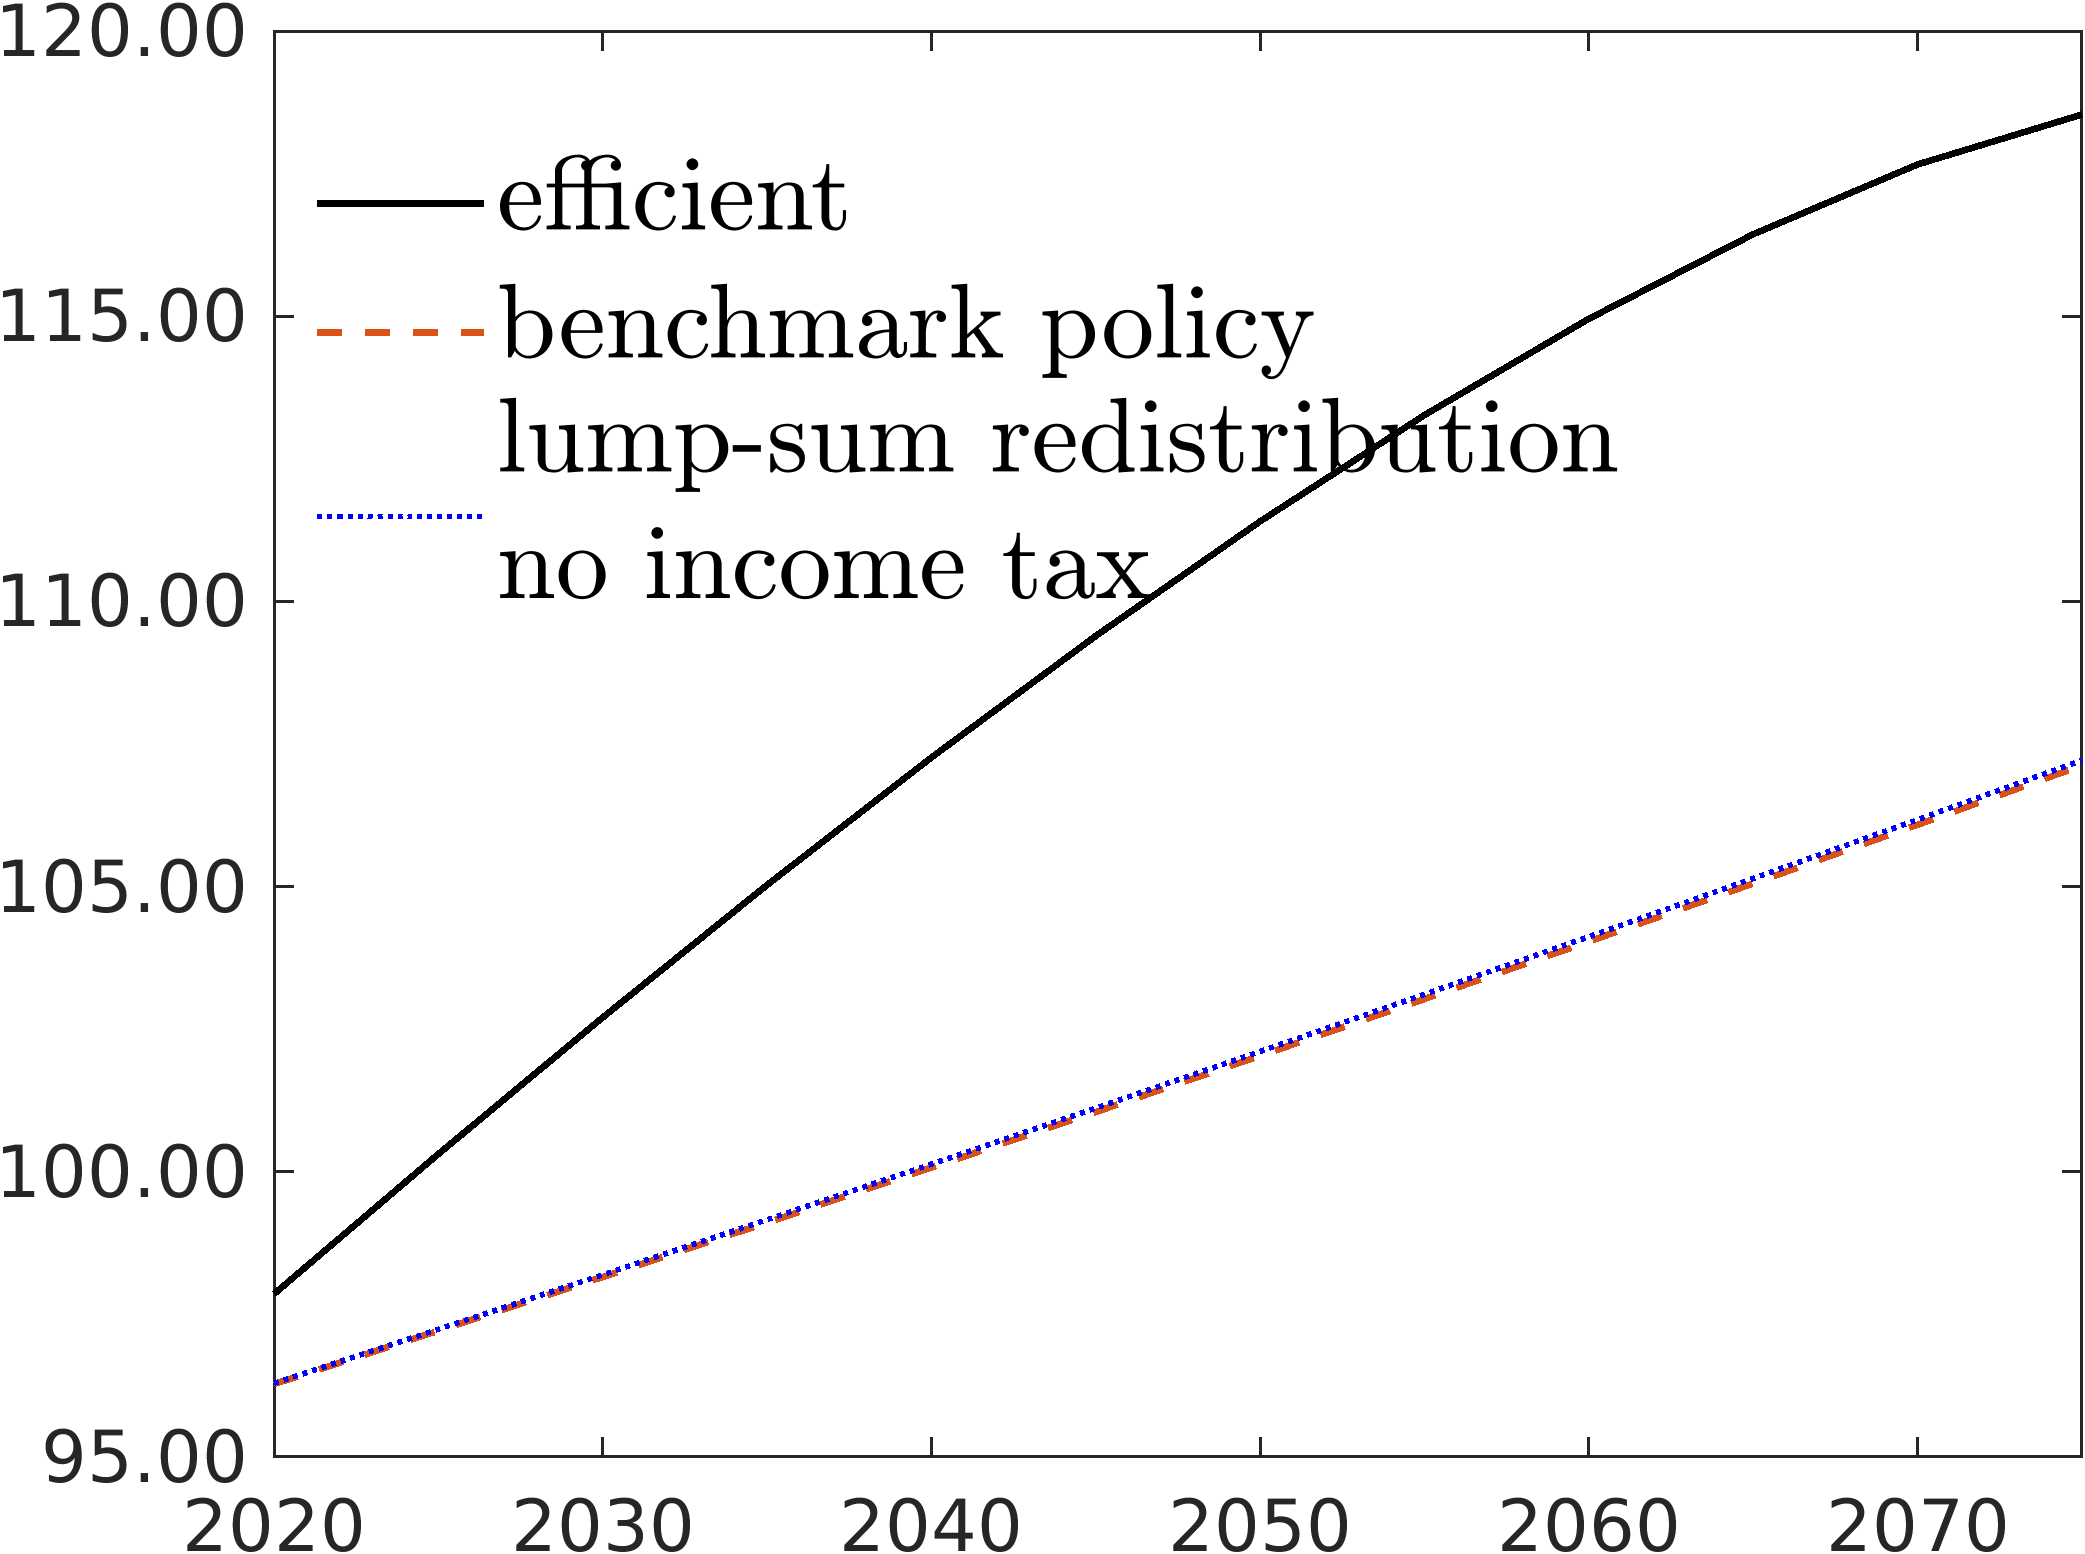 120.00
efficient
115.00
benchmark policy
lump-sum redistribution
no income tax
110.00
105.00
100.00
95.00
2020 2030 2040 2050 2060 2070